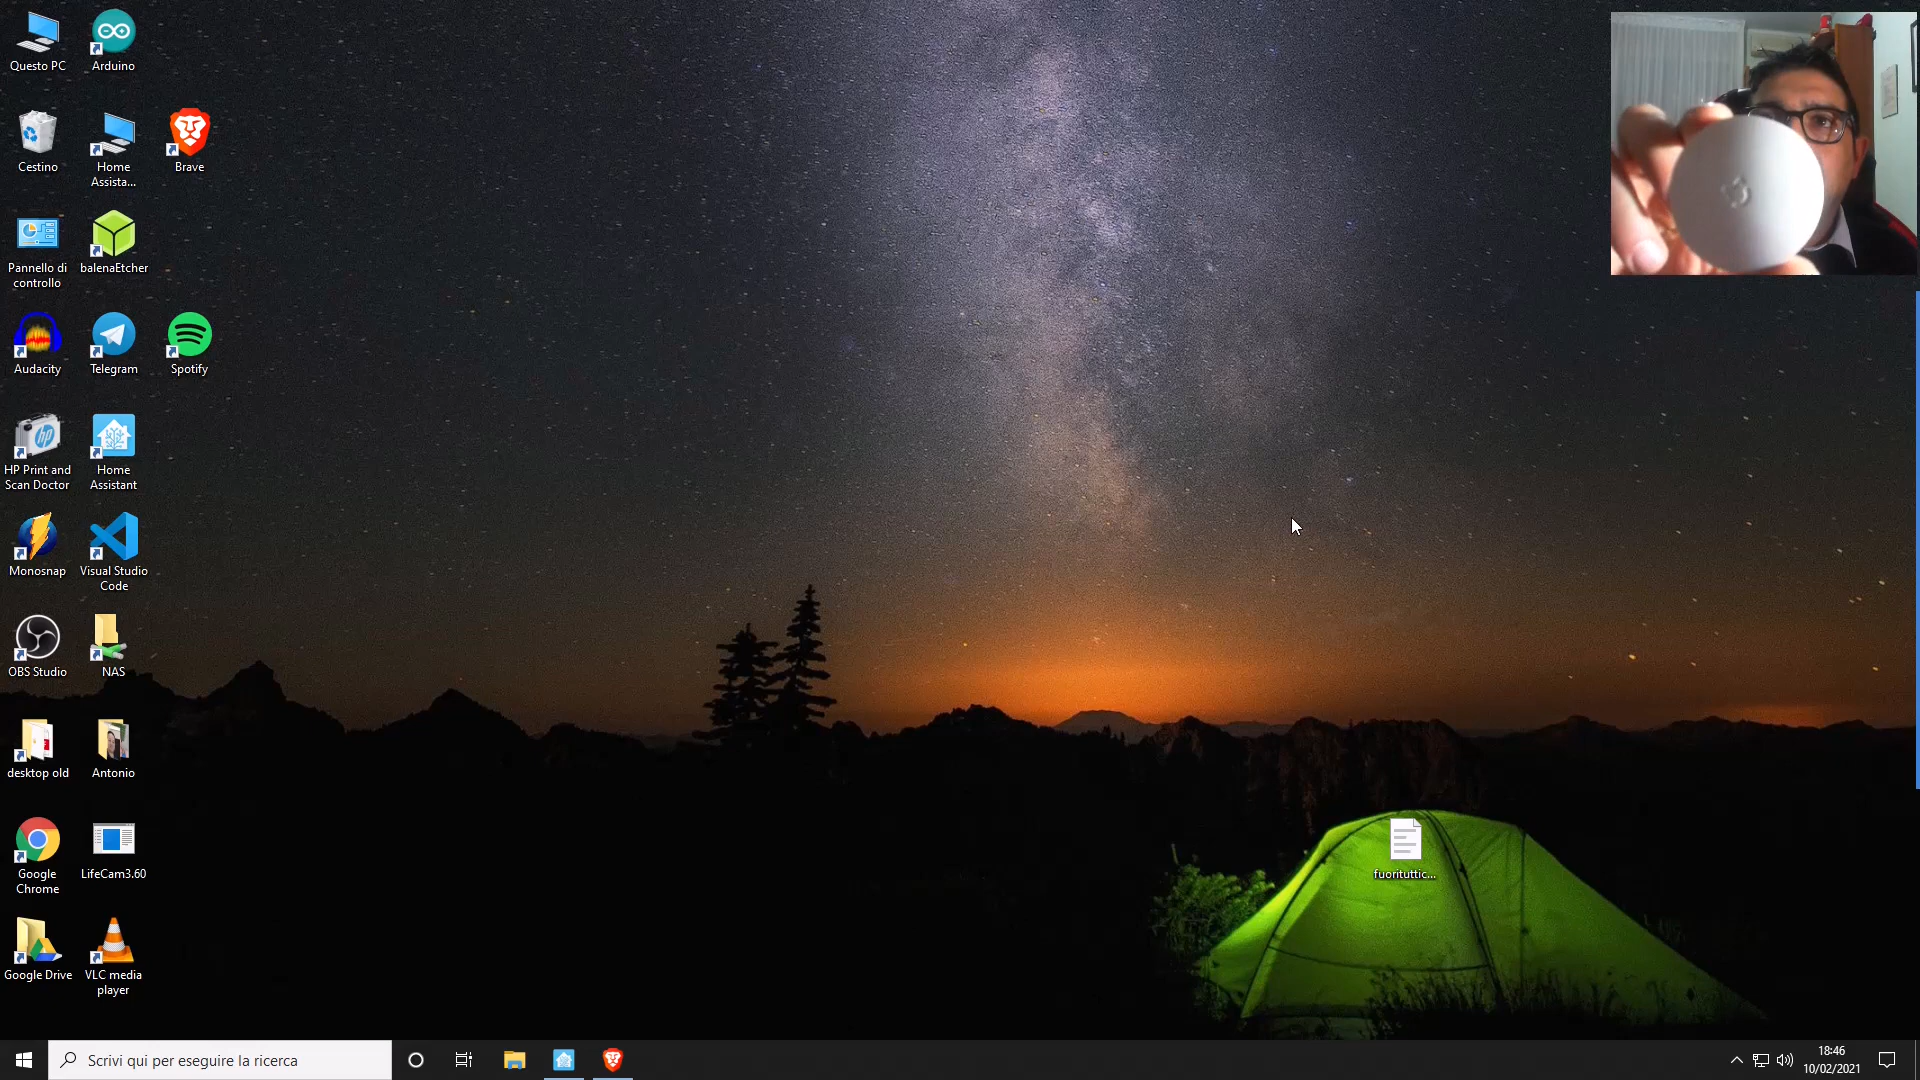 Questo PC
Arduino
Cestino
Home
Assista...
Brave
Pannello di
controllo
balenaEtcher
Audacity
Telegram
Spotify
HP Print and
Scan Doctor
Home
Assistant
Monosnap
Visual Studio
Code
OBS Studio
NAS
desktop old
Antonio
Google
Chrome
LifeCam3.60
Google Drive
VLC media
player
fuorituttic...
Scrivi qui per eseguire la ricerca
18:46
10/02/2021